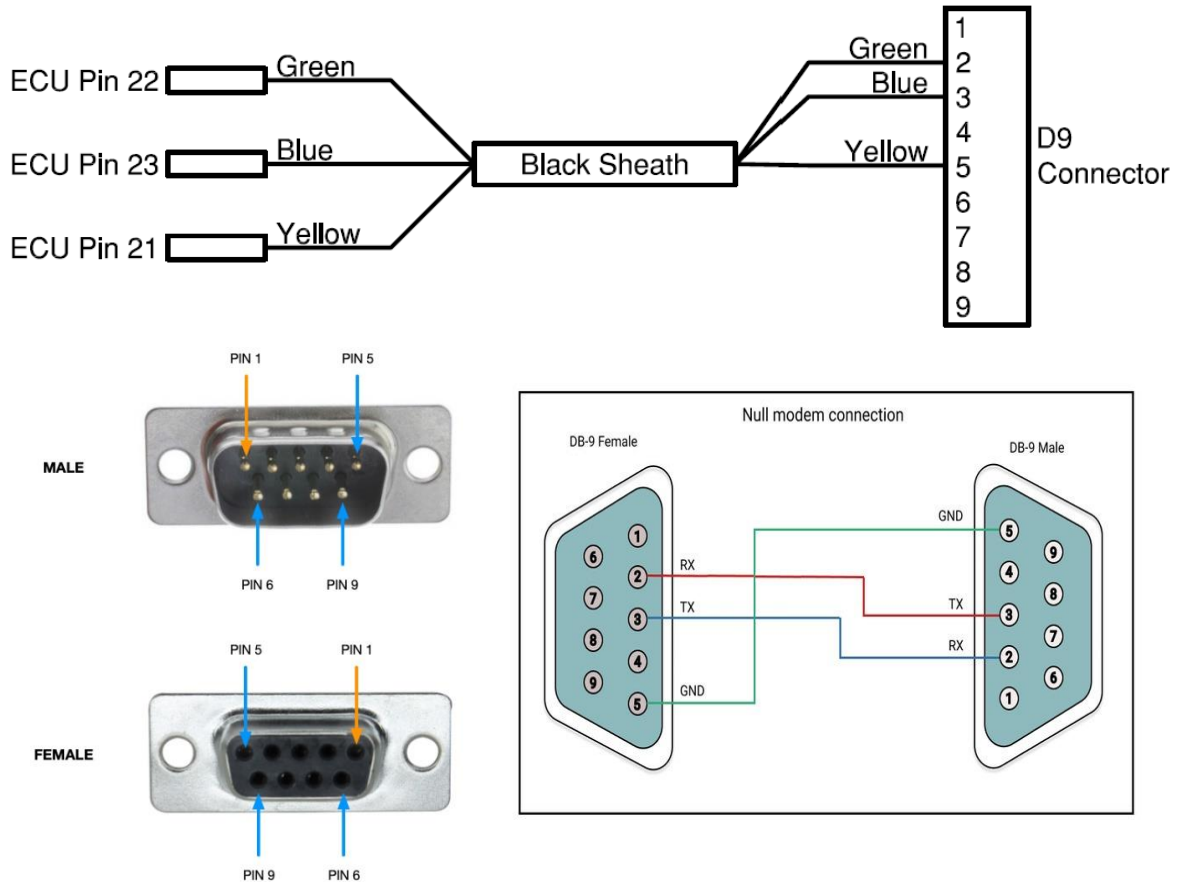 ECU Pin 22
Green
ECU Pin 23
Blue
ECU Pin 21
Yellow
Black Sheath
Green
Blue
Yellow
1
2
3
4
5
6
7
8
9
D9
Connector
PIN 1
PIN 5
MALE
PIN 6
PIN 9
PIN 5
PIN 1
FEMALE
PIN 9
PIN 6
Null modem connection
DB-9 Female
1
6
2
7
3
8
4
9
5
RX
TX
GND
DB-9 Male
GND
TX
RX
5
9
4
8
3
7
2
6
1